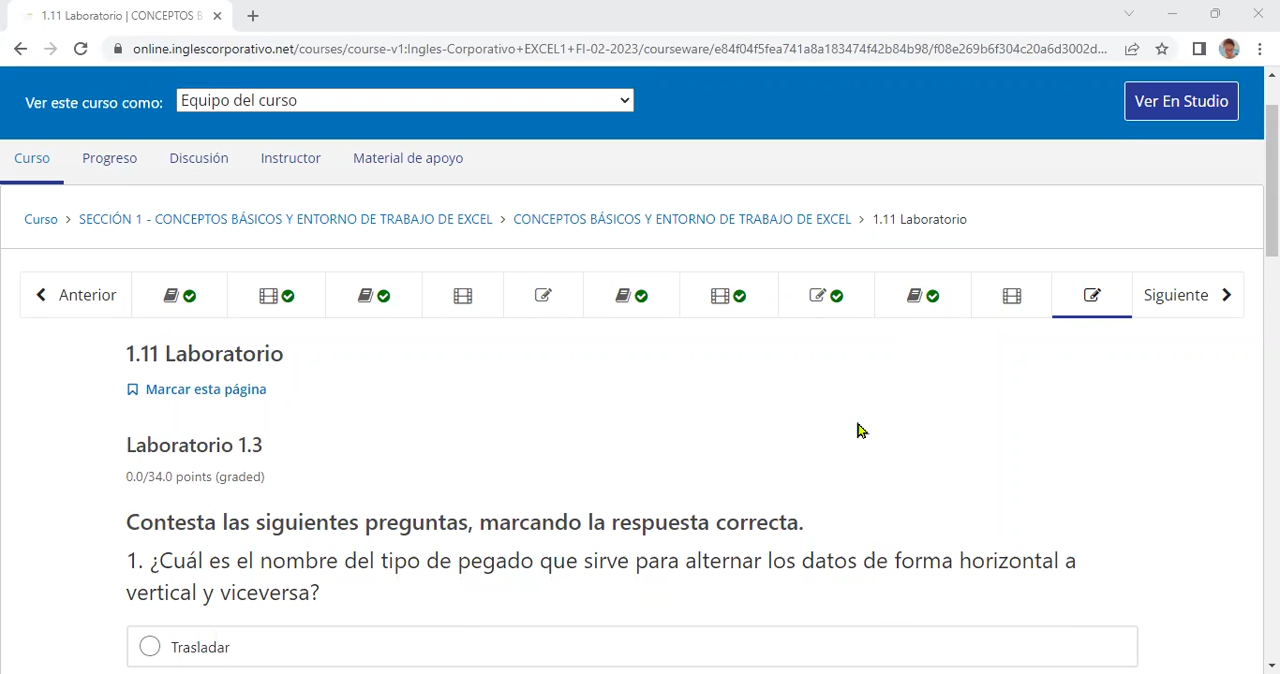 1.11 Laboratorio | CONCEPTOS B
online.inglescorporativo.net/courses/course-v1:Ingles-Corporativo+EXCEL1+FI-02-2023/courseware/e84f04f5fea741a8a183474f42b84b98/f08e269b6f304c20a6d3002d...
Ver este curso como: Equipo del curso Ver En Studio
Curso Progreso Discusión Instructor Material de apoyo
Curso > SECCIÓN 1 - CONCEPTOS BÁSICOS Y ENTORNO DE TRABAJO DE EXCEL > CONCEPTOS BÁSICOS Y ENTORNO DE TRABAJO DE EXCEL > 1.11 Laboratorio
Anterior Siguiente
1.11 Laboratorio
Marcar esta página
Laboratorio 1.3
0.0/34.0 points (graded)
Contesta las siguientes preguntas, marcando la respuesta correcta.
1. ¿Cuál es el nombre del tipo de pegado que sirve para alternar los datos de forma horizontal a
vertical y viceversa?
Trasladar